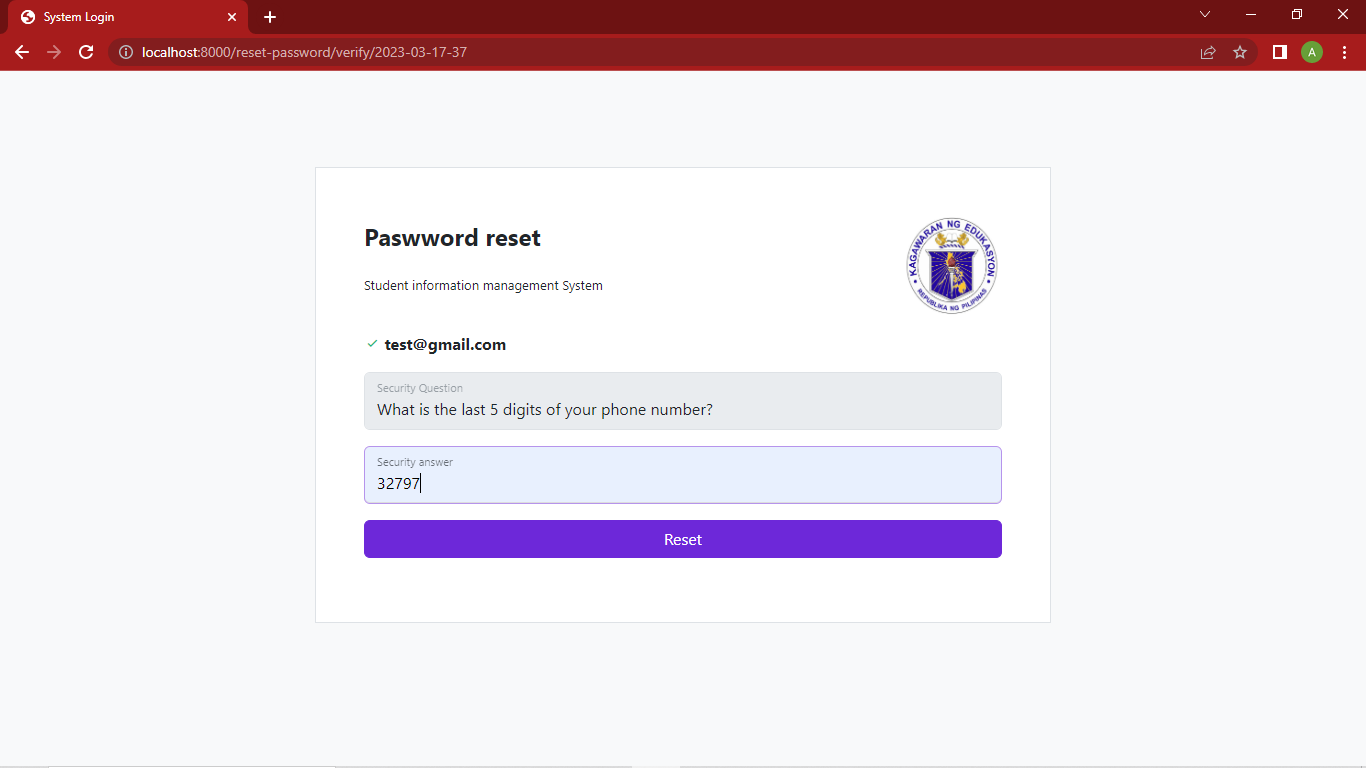 System Login
localhost:8000/reset-password/verify/2023-03-17-37
A
Paswword reset
KAGAWARAN NG EDUKASYON
REPUBLIKA NG PILIPINAS
Student information management System
test@gmail.com
Security Question
What is the last 5 digits of your phone number?
Security answer
32797
Reset